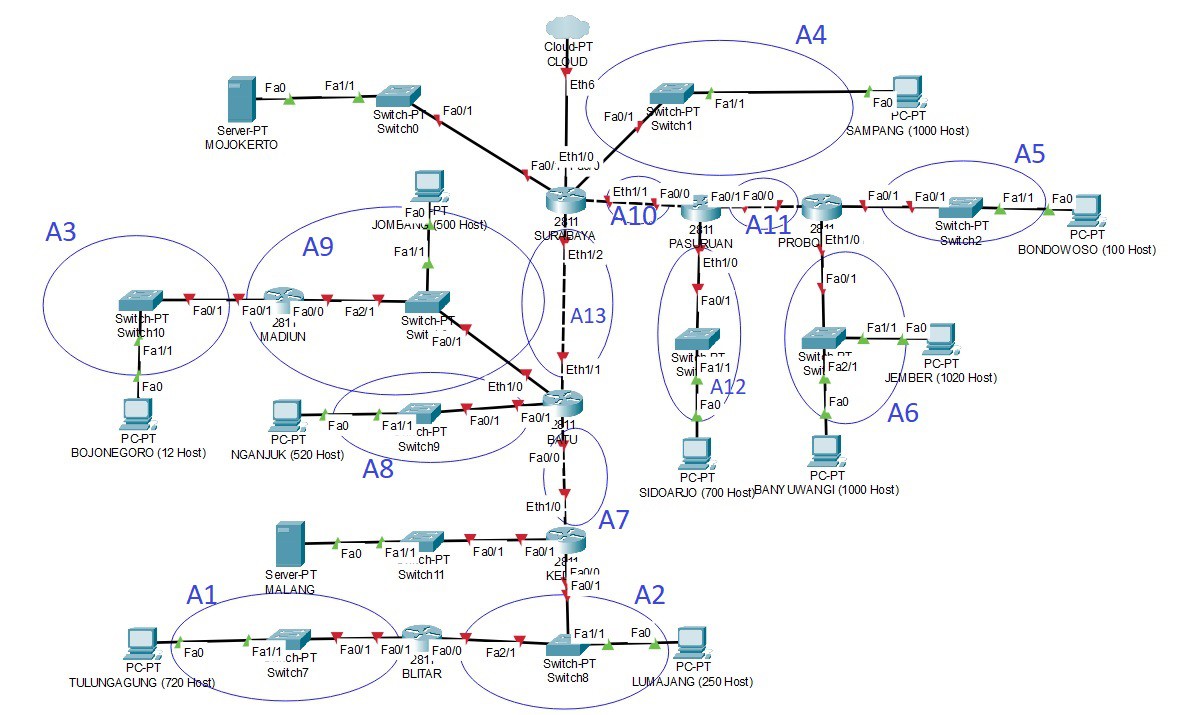 Cloud-PT
CLOUD
Eth6
A4
Fa0
Fa1/1
Server-PT
MOJOKERTO
Switch-PT
Switch0
Fa0/1
Fa0/1
Switch-PT
Switch1
Fa1/1
Fa0
PC-PT
SAMPANG (1000 Host)
Eth1/0
2811
SURABAYA
Eth1/1
Fa0/0
A10
Fa0/1
Fa0/0
A11
2811
PASURUAN
2811
Fa0/1
Fa0/1
Switch-PT
Switch2
Fa1/1
Fa0
A5
PC-PT
BONDOWOSO (100 Host)
Fa0
JOMBANG (500 Host)
Fa1/1
A3
A9
Switch-PT
Switch10
Fa0/1
Fa0/1
Fa0/0
Fa2/1
2811
MADIUN
Fa0/1
Fa1/1
Fa0
PC-PT
BOJONEGORO (12 Host)
Eth1/2
A13
Eth1/1
Eth1/0
Fa0/1
2811
BATU
Fa0
Fa1/1
Switch9
Fa0/1
PC-PT
NGANJUK (520 Host)
A8
Eth1/0
Fa0/1
Fa1/1
A12
Fa0
PC-PT
SIDOARJO (700 Host)
Eth1/0
Fa0/1
Fa1/1
Fa0
PC-PT
JEMBER (1020 Host)
Fa2/1
A6
Fa0
PC-PT
BANYUWANGI (1000 Host)
Fa0/0
Eth1/0
A7
Server-PT
MALANG
Fa0
Fa1/1
Switch11
Fa0/1
Fa0/1
2811
Fa0/0
Fa0/1
A1
A2
PC-PT
TULUNGAGUNG (720 Host)
Fa0
Fa1/1
Switch7
Fa0/1
Fa0/1
Fa0/0
2811
BLITAR
Fa2/1
Fa1/1
Switch-PT
Switch8
Fa0
PC-PT
LUMAJANG (250 Host)